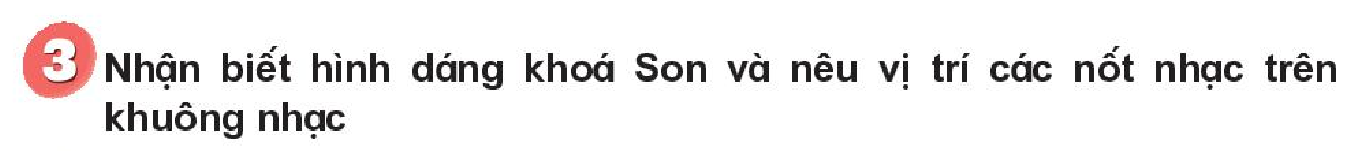 3 Nhận biết hình dáng khoá Son và nêu vị trí các nốt nhạc trên
khuông nhạc